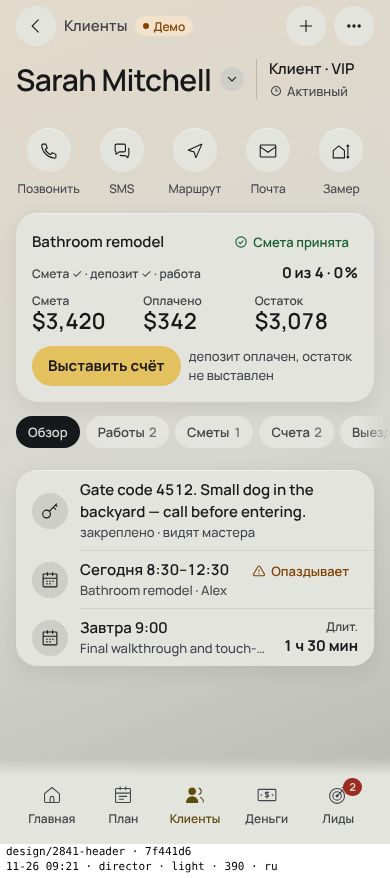 Клиенты
Демо
Sarah Mitchell
Клиент · VIP
Активный
Позвонить
SMS
Маршрут
Почта
Замер
Bathroom remodel
Смета принята
Смета ✓ · депозит ✓ · работа
0 из 4 · 0%
Смета
Оплачено
Остаток
$3,420
$342
$3,078
Выставить счёт
депозит оплачен, остаток
не выставлен
Обзор
Работы 2
Сметы 1
Счета 2
Выезд
Gate code 4512. Small dog in the
backyard — call before entering.
закреплено · видят мастера
Сегодня 8:30–12:30
Опаздывает
Bathroom remodel · Alex
Завтра 9:00
Длит.
Final walkthrough and touch-…
1 ч 30 мин
2
Главная
План
Клиенты
Деньги
Лиды
design/2841-header · 7f441d6
11-26 09:21 · director · light · 390 · ru